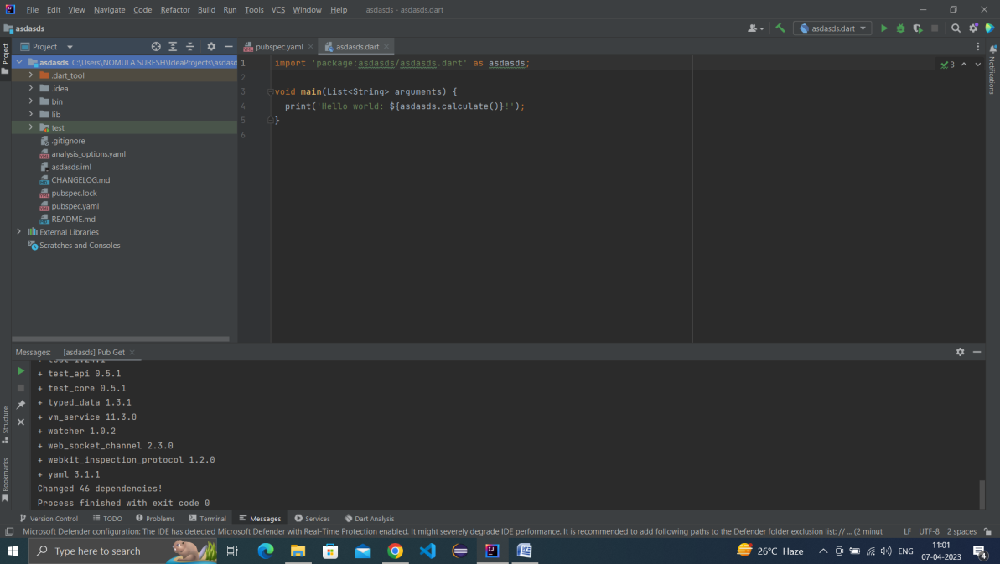 File Edit View Navigate Code Refactor Build Run Tools VCS Window Help asdasds - asdasds.dart
asdasds
asdasds.dart
Project
Project
pubspec.yaml
asdasds.dart
asdasds C:\Users\NOMULA SURESH\IdeaProjects\asdasd
.dart_tool
.idea
bin
lib
test
.gitignore
analysis_options.yaml
asdasds.iml
CHANGELOG.md
pubspec.lock
pubspec.yaml
README.md
External Libraries
Scratches and Consoles
1 import 'package:asdasds/asdasds.dart' as asdasds;
2
3 void main(List<String> arguments) {
4 print('Hello world: ${asdasds.calculate()}!');
5 }
6
3
Notifications
Messages: [asdasds] Pub Get
+ test_api 0.5.1
+ test_core 0.5.1
+ typed_data 1.3.1
+ vm_service 11.3.0
+ watcher 1.0.2
+ web_socket_channel 2.3.0
+ webkit_inspection_protocol 1.2.0
+ yaml 3.1.1
Changed 46 dependencies!
Process finished with exit code 0
Structure
Bookmarks
Version Control TODO Problems Terminal Messages Services Dart Analysis
Microsoft Defender configuration: The IDE has detected Microsoft Defender with Real-Time Protection enabled. It might severely degrade IDE performance. It is recommended to add following paths to the Defender folder exclusion list: // ... (2 minut LF UTF-8 2 spaces
Type here to search
26°C Haze
ENG
11:01
07-04-2023
4